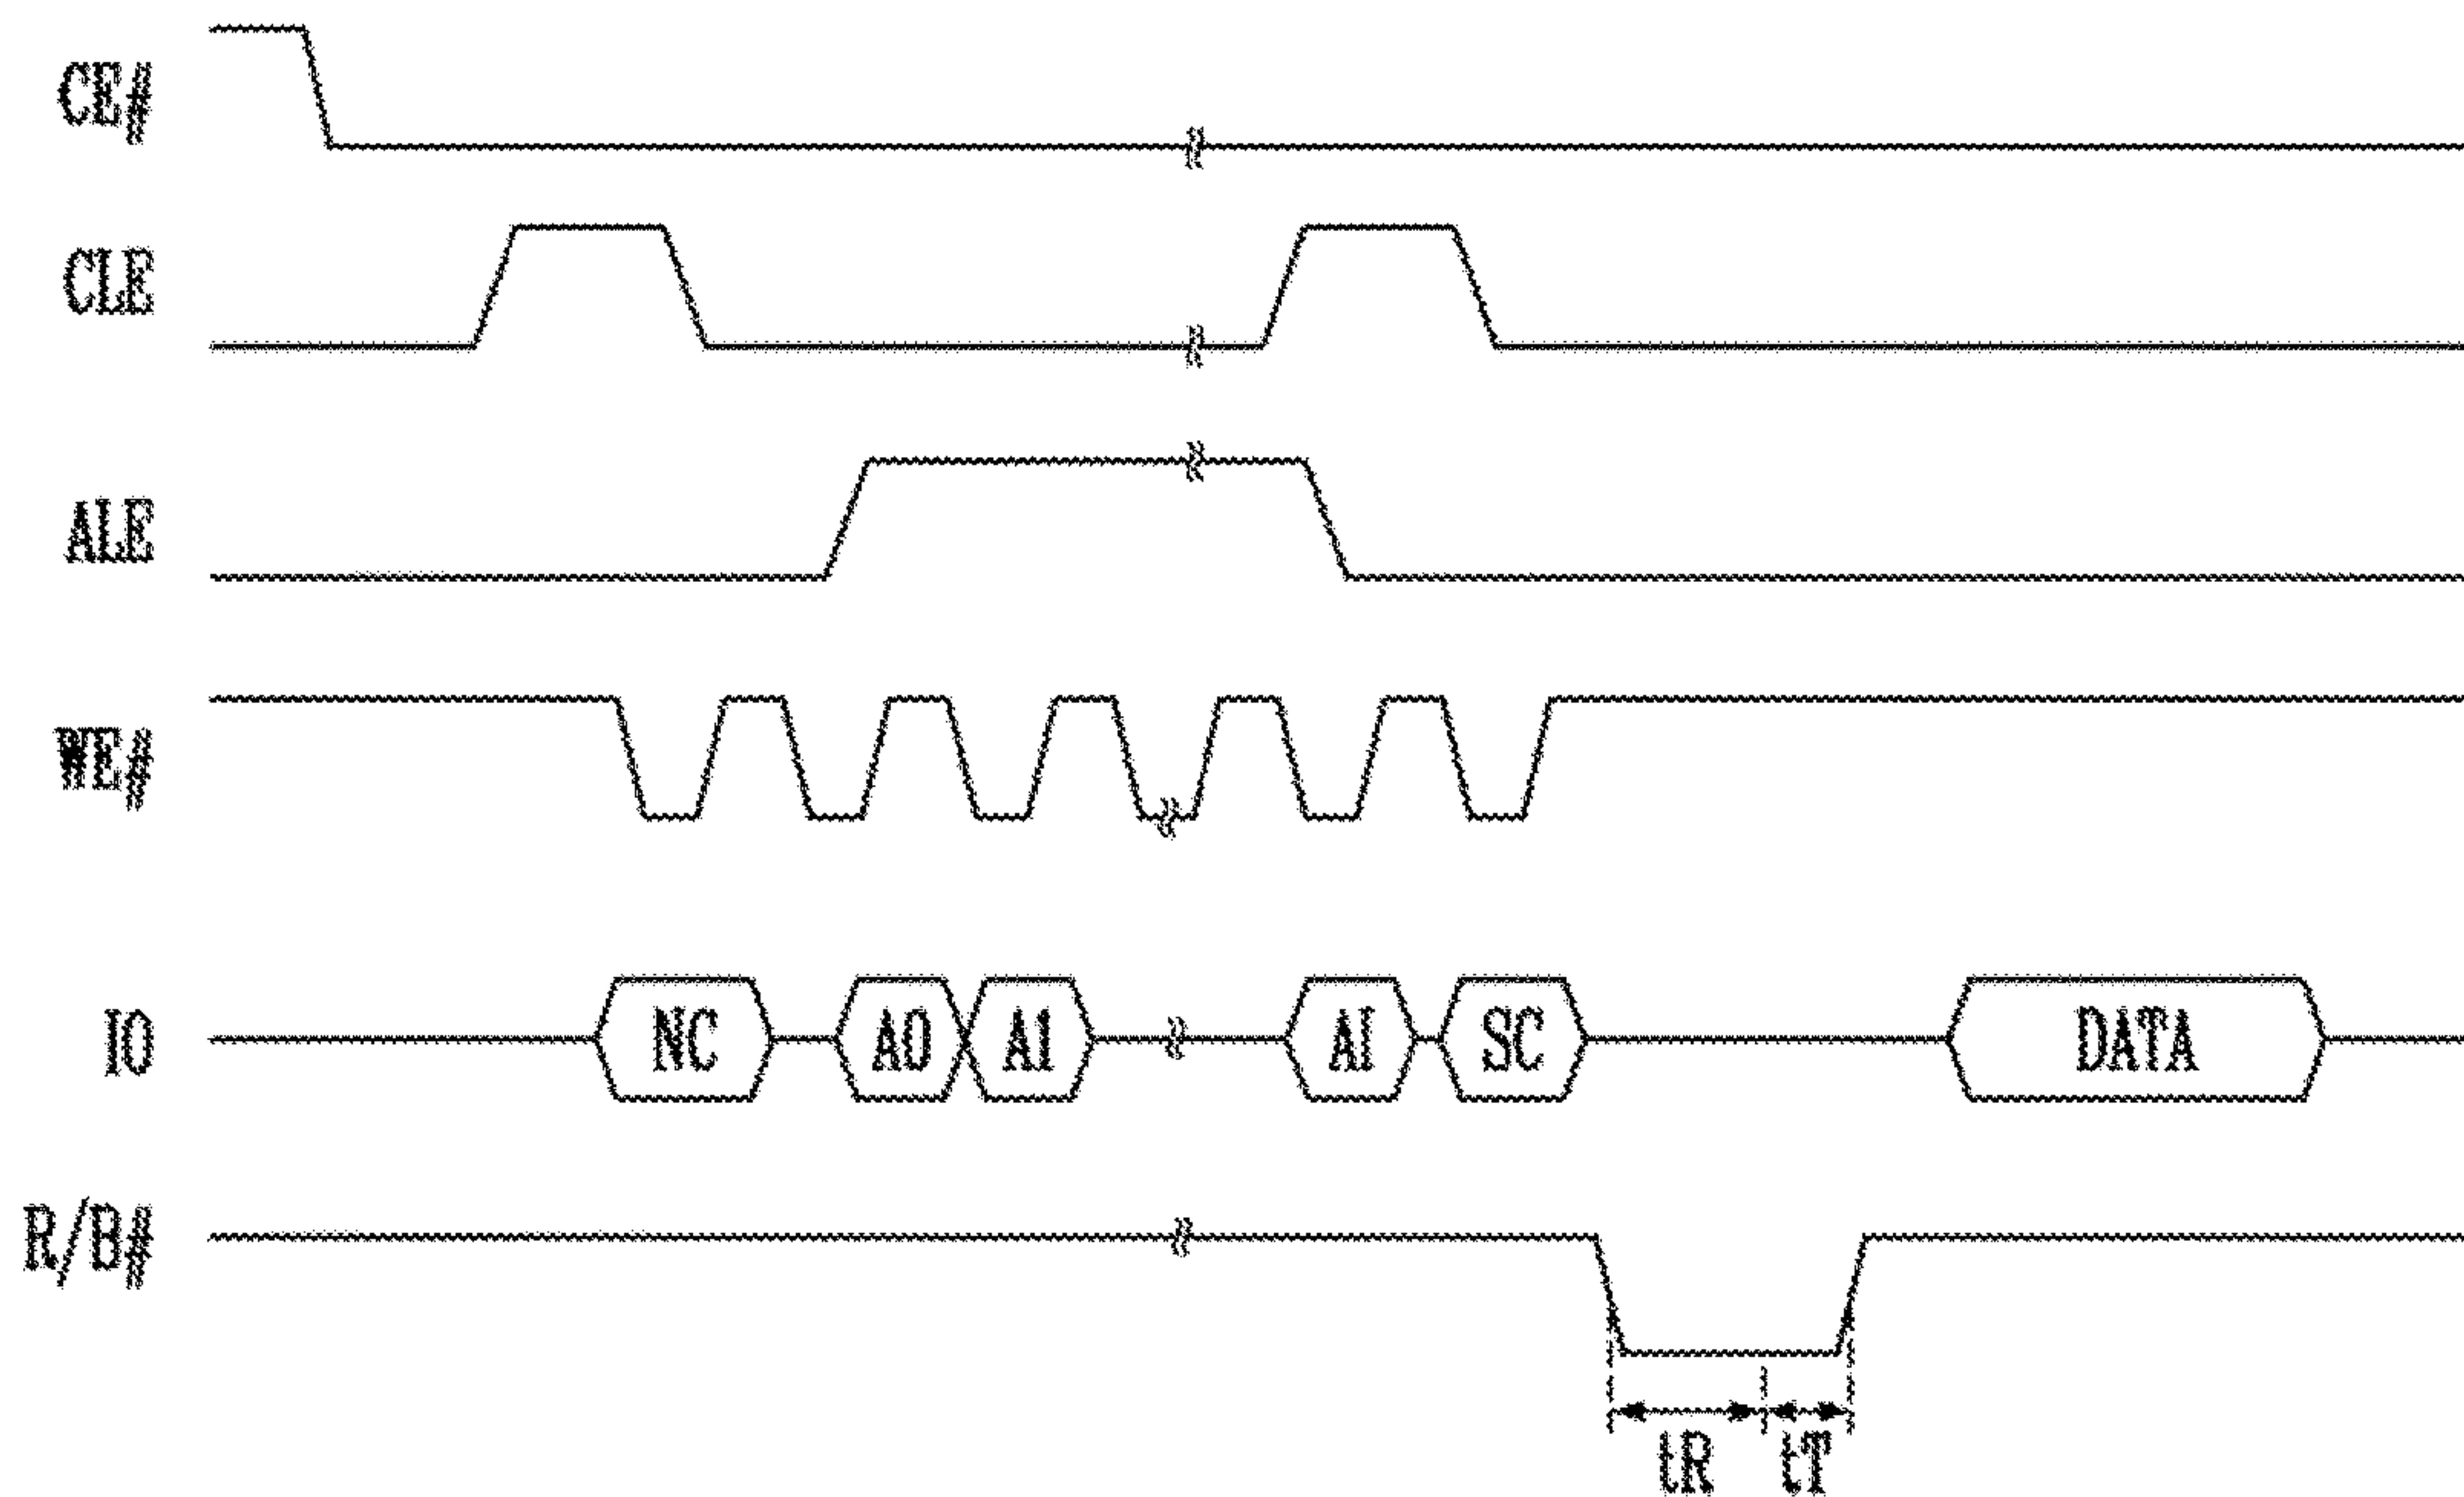 CE#
CLE
ALE
WE#
IO NC A0 A1 AI SC DATA
R/B#
tR tT